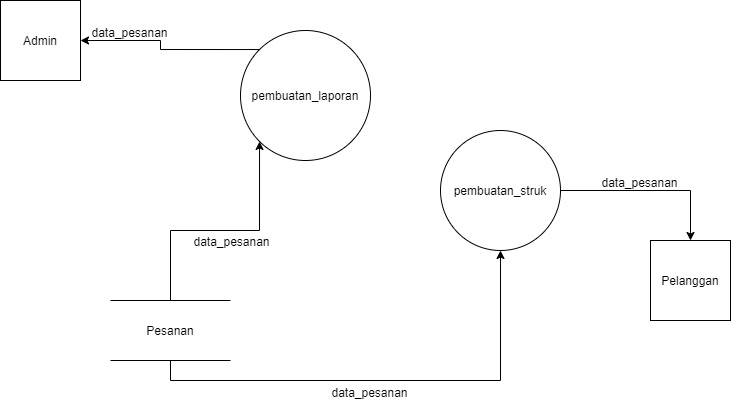 data_pesanan
Admin
pembuatan_laporan
data_pesanan
pembuatan_struk
data_pesanan
Pelanggan
Pesanan
data_pesanan